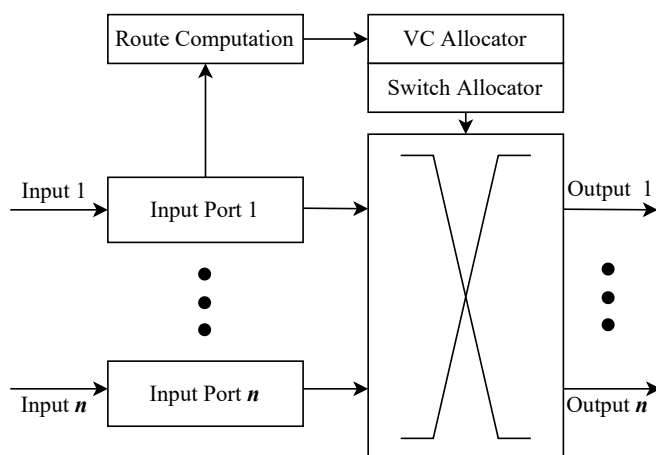 Route Computation
VC Allocator
Switch Allocator
Input 1
Input Port 1
Output 1
Input n
Input Port n
Output n